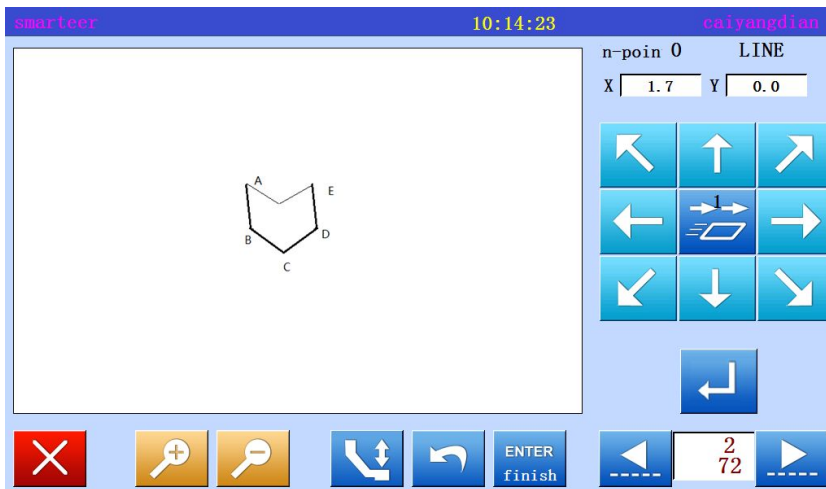 smarteer 10:14:23 caiyangdian
n-poin 0 LINE
X 1.7 Y 0.0
A
E
B
D
C
1
ENTER
finish
2
72